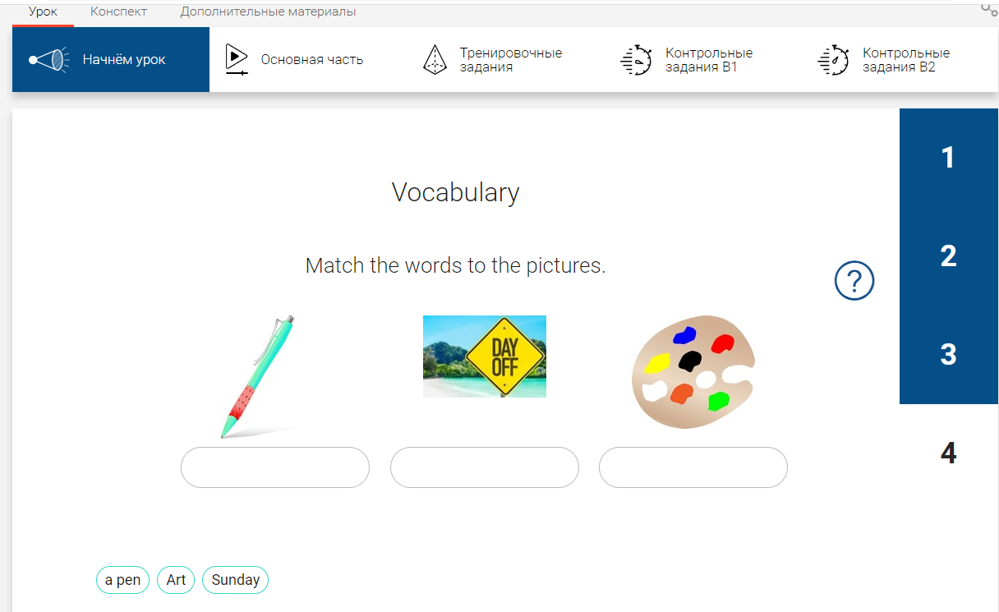 Урок Конспект Дополнительные материалы
Начнём урок
Основная часть
Тренировочные
задания
Контрольные
задания В1
Контрольные
задания В2
1
2
3
4
Vocabulary
Match the words to the pictures.
?
DAY
OFF
a pen Art Sunday